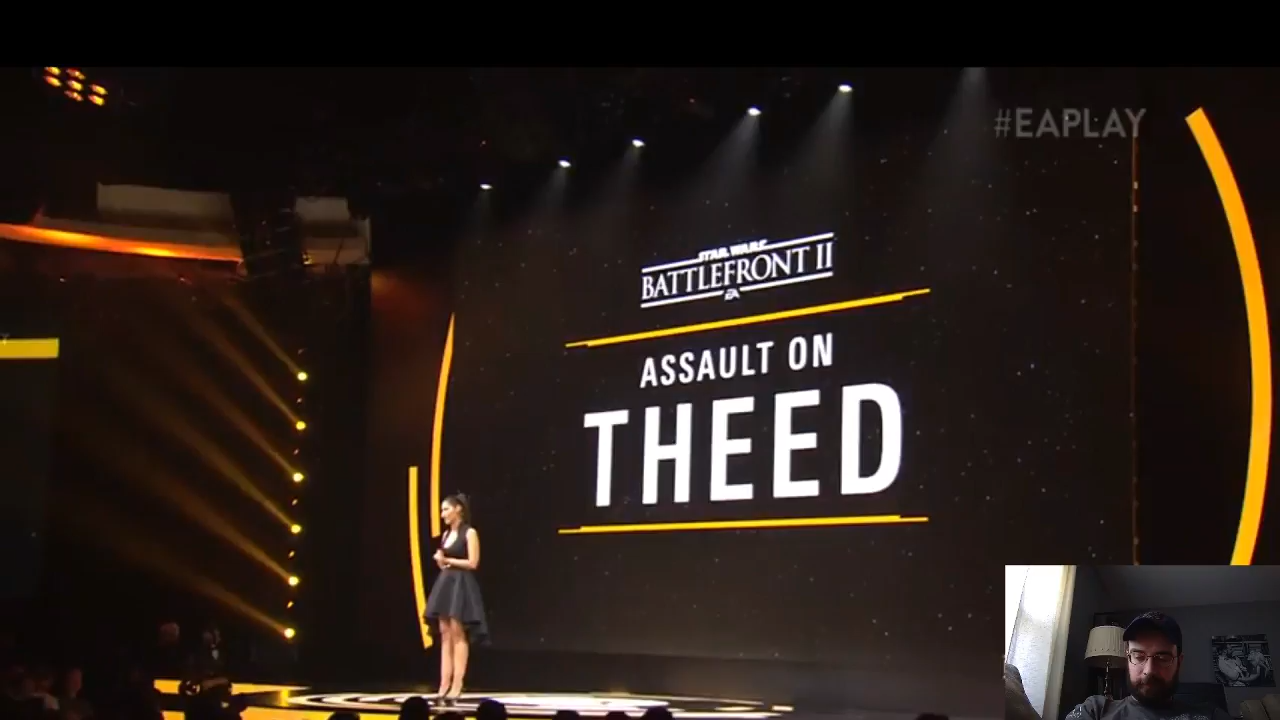 #EAPLAY
STAR WARS
BATTLEFRONT II
EA
ASSAULT ON
THEED